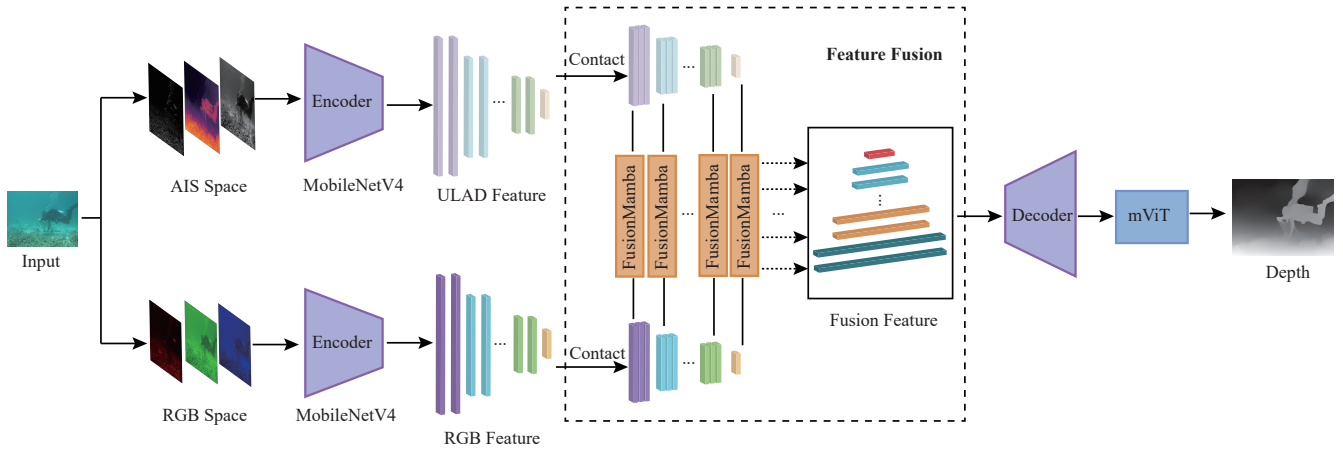 Input
AIS Space
Encoder
MobileNetV4
ULAD Feature
...
RGB Space
Encoder
MobileNetV4
RGB Feature
...
Contact
Contact
Feature Fusion
...
FusionMamba
FusionMamba
...
FusionMamba
FusionMamba
...
...
...
Fusion Feature
Decoder
mViT
Depth